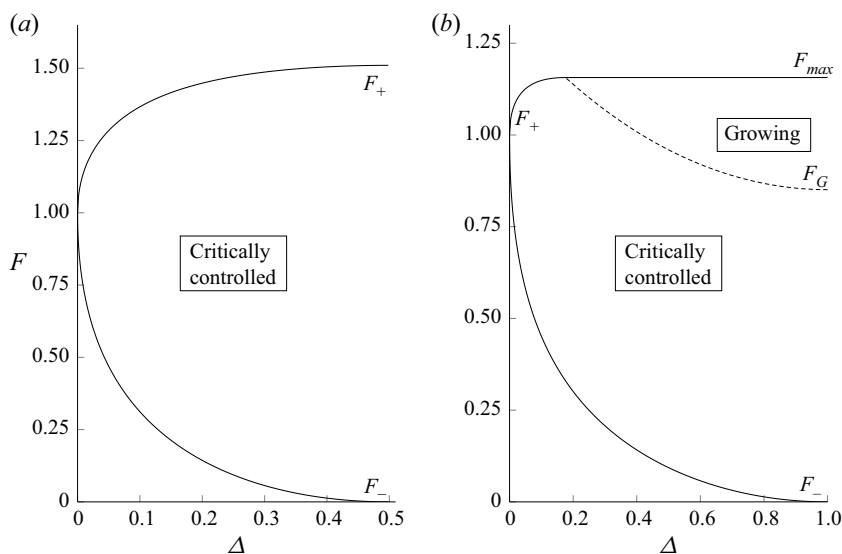 (a)
1.50
1.25
1.00
0.75
0.50
0.25
0
F
F+
Critically
controlled
F−
0
0.1
0.2
0.3
0.4
0.5
Δ
(b)
1.25
1.00
0.75
0.50
0.25
0
Fmax
F+
Growing
FG
Critically
controlled
F−
0
0.2
0.4
0.6
0.8
1.0
Δ